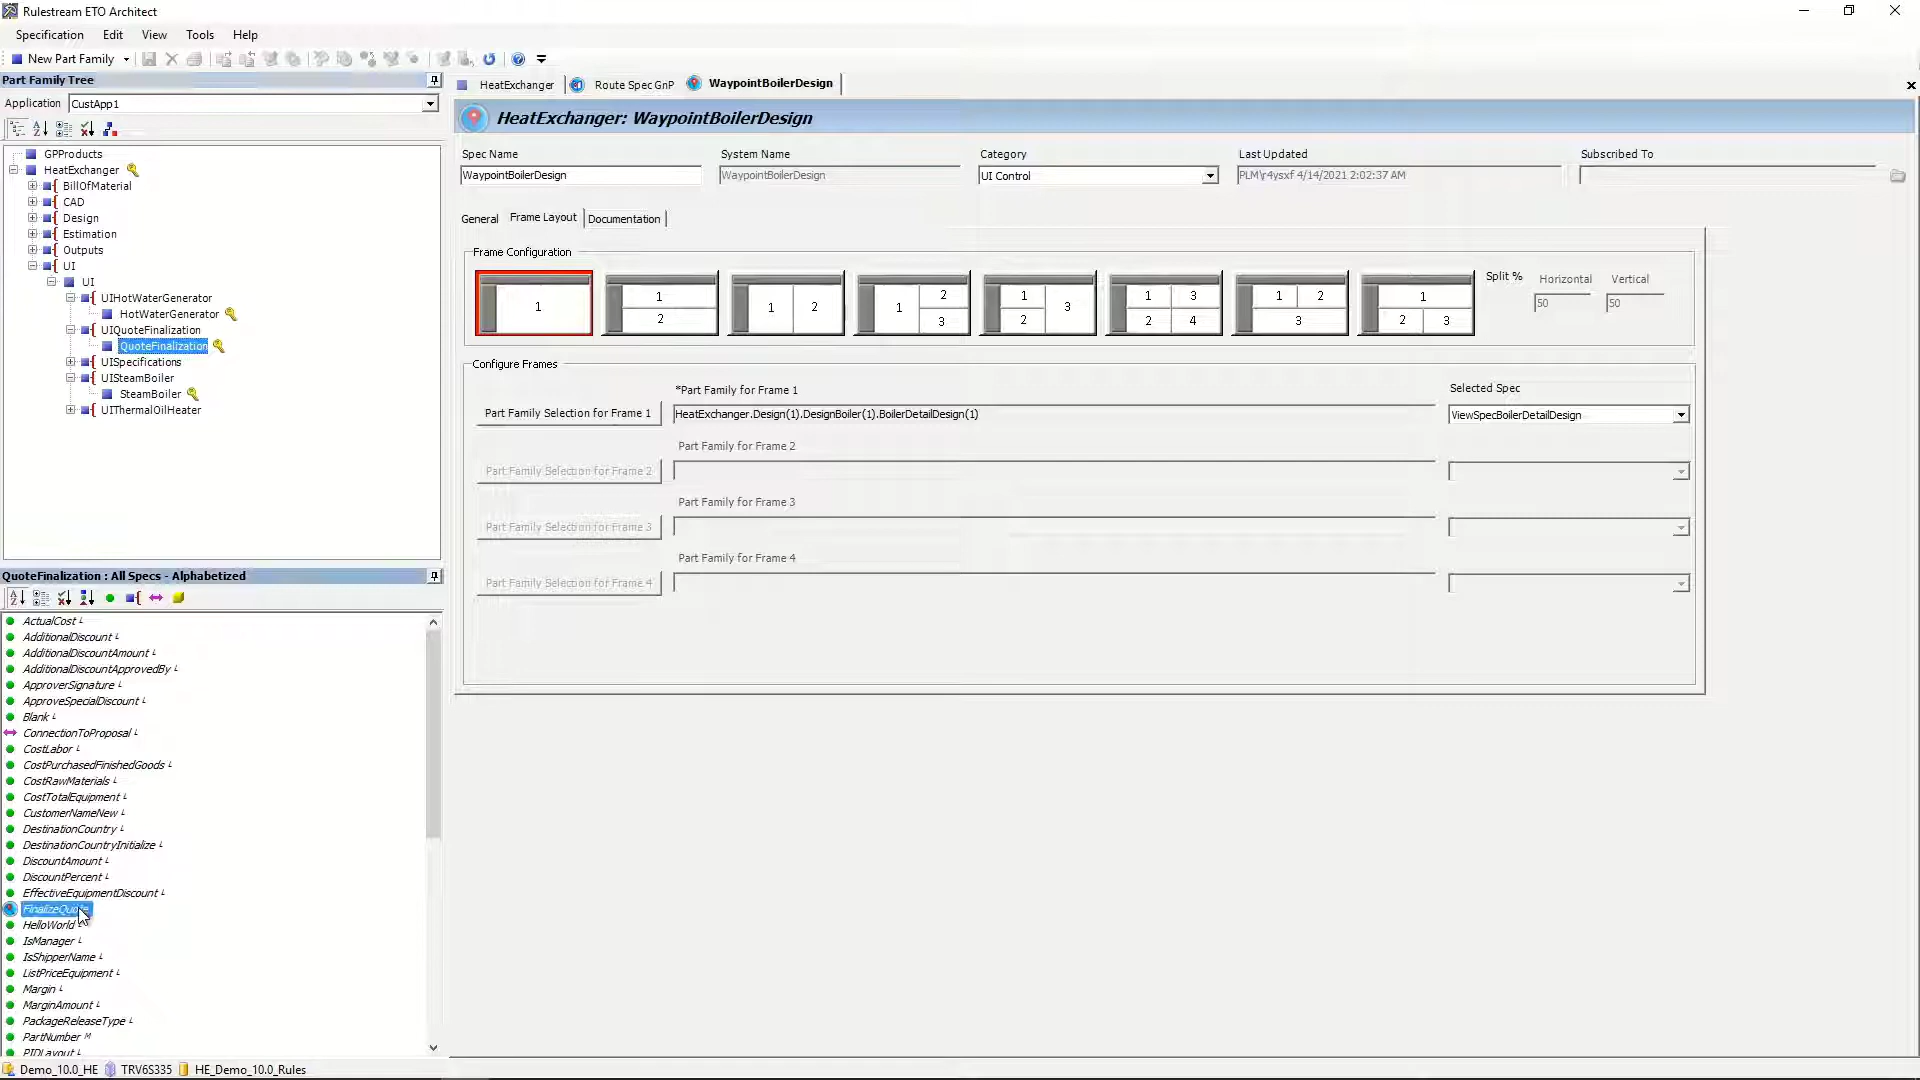 Rulestream ETO Architect
Specification Edit View Tools Help
New Part Family
Part Family Tree
Application CustApp1
GPProducts
HeatExchanger
BillOfMaterial
CAD
Design
Estimation
Outputs
UI
UI
UIHotWaterGenerator
HotWaterGenerator
UIQuoteFinalization
QuoteFinalization
UISpecifications
UISteamBoiler
SteamBoiler
UIThermalOilHeater
QuoteFinalization : All Specs - Alphabetized
ActualCost L
AdditionalDiscount L
AdditionalDiscountAmount L
AdditionalDiscountApprovedBy L
ApproverSignature L
ApproveSpecialDiscount L
Blank L
ConnectionToProposal L
CostLabor L
CostPurchasedFinishedGoods L
CostRawMaterials L
CostTotalEquipment L
CustomerNameNew L
DestinationCountry L
DestinationCountryInitialize L
DiscountAmount L
DiscountPercent L
EffectiveEquipmentDiscount L
FinalizeQuote
HelloWorld L
IsManager L
IsShipperName L
ListPriceEquipment L
Margin L
MarginAmount L
PackageReleaseType L
PartNumber M
PIDLayout L
Demo_10.0_HE TRV6S335 HE_Demo_10.0_Rules
HeatExchanger Route Spec GnP WaypointBoilerDesign
HeatExchanger: WaypointBoilerDesign
Spec Name System Name Category Last Updated Subscribed To
WaypointBoilerDesign WaypointBoilerDesign UI Control PLM\r4ysxf 4/14/2021 2:02:37 AM
General Frame Layout Documentation
Frame Configuration
1
1 2
1 2
1 2 3
1 2 3
1 3 2 4
1 2 3
1 2 3
Split % Horizontal Vertical
50 50
Configure Frames
*Part Family for Frame 1 Selected Spec
Part Family Selection for Frame 1 HeatExchanger.Design(1).DesignBoiler(1).BoilerDetailDesign(1) ViewSpecBoilerDetailDesign
Part Family for Frame 2
Part Family Selection for Frame 2
Part Family for Frame 3
Part Family Selection for Frame 3
Part Family for Frame 4
Part Family Selection for Frame 4